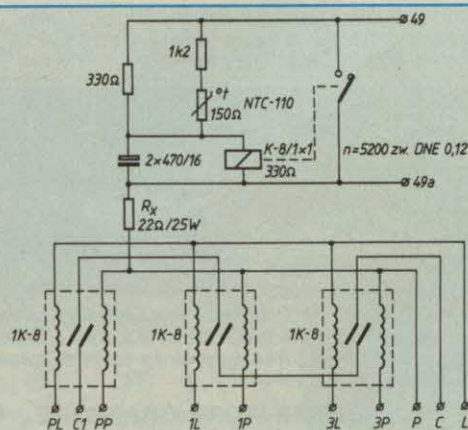 49
1k2
330Ω
°t
NTC-110
150Ω
K-8/1×1
330Ω
n=5200 zw. DNE 0,12
2×470/16
49a
Rx
22Ω/25W
1K-8
1K-8
1K-8
PL C1 PP 1L 1P 3L 3P P C L